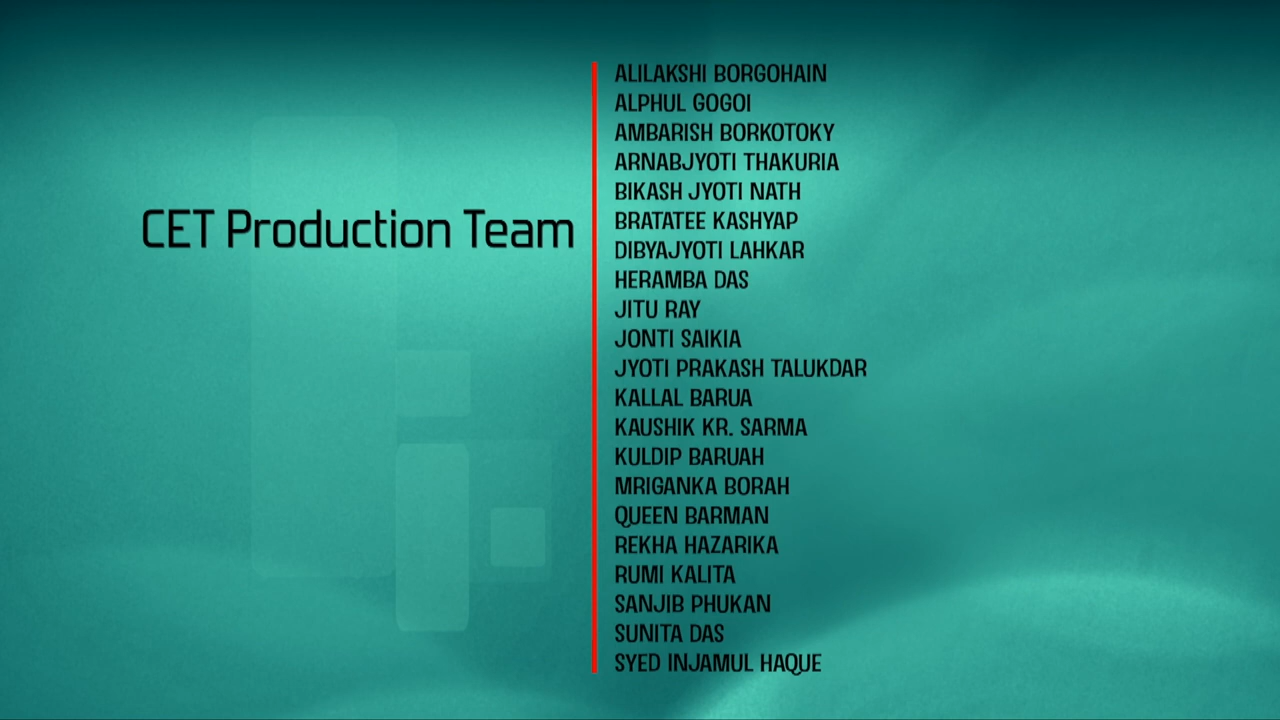 CET Production Team
ALILAKSHI BORGOHAIN
ALPHUL GOGOI
AMBARISH BORKOTOKY
ARNABJYOTI THAKURIA
BIKASH JYOTI NATH
BRATATEE KASHYAP
DIBYAJYOTI LAHKAR
HERAMBA DAS
JITU RAY
JONTI SAIKIA
JYOTI PRAKASH TALUKDAR
KALLAL BARUA
KAUSHIK KR. SARMA
KULDIP BARUAH
MRIGANKA BORAH
QUEEN BARMAN
REKHA HAZARIKA
RUMI KALITA
SANJIB PHUKAN
SUNITA DAS
SYED INJAMUL HAQUE